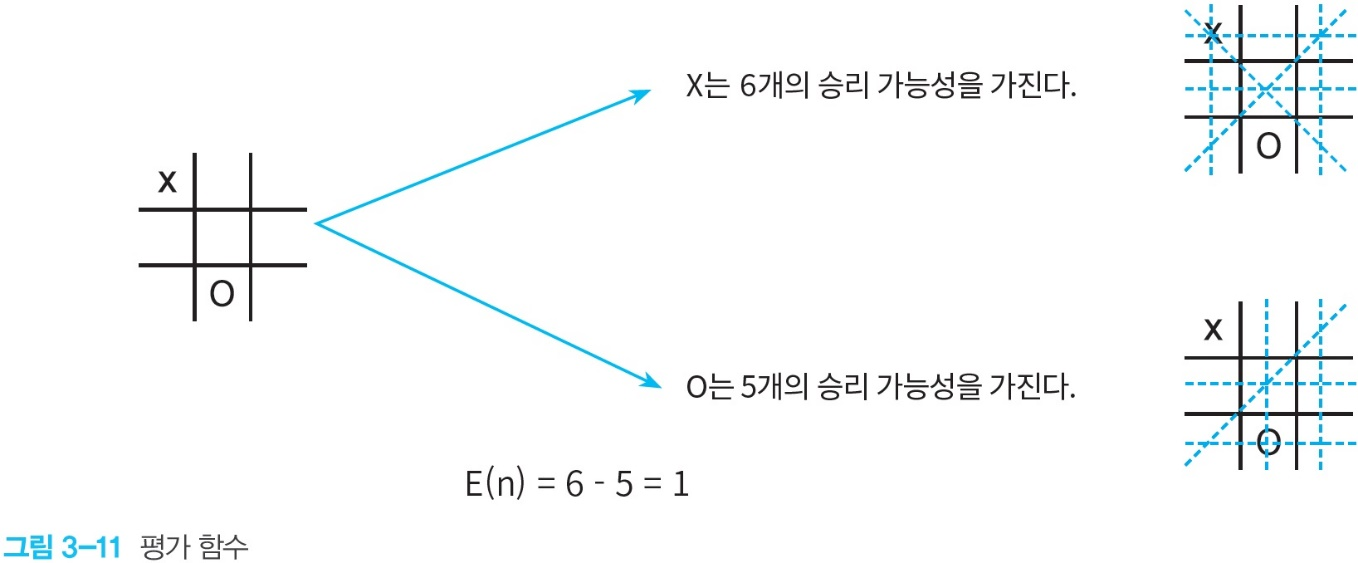 X는 6개의 승리 가능성을 가진다.
X
O
X
O
O는 5개의 승리 가능성을 가진다.
X
O
E(n) = 6 - 5 = 1
그림 3-11 평가 함수